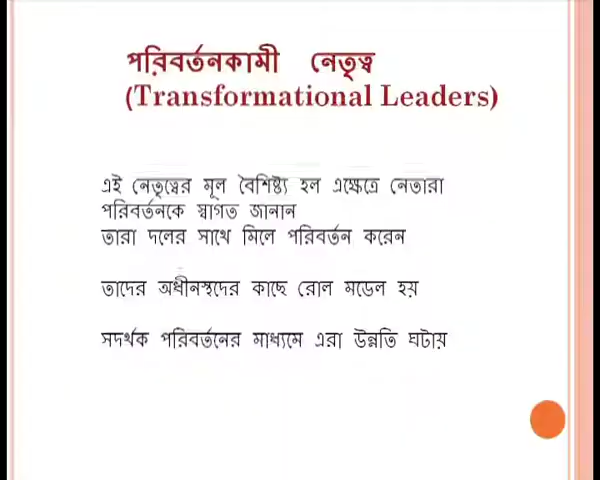 পরিবর্তনকামী নেতৃত্ব
(Transformational Leaders)
এই নেতৃত্বের মূল বৈশিষ্ট্য হল এক্ষেত্রে নেতারা
পরিবর্তনকে স্বাগত জানান
তারা দলের সাথে মিলে পরিবর্তন করেন
তাদের অধীনস্থদের কাছে রোল মডেল হয়
সদর্থক পরিবর্তনের মাধ্যমে এরা উন্নতি ঘটায়